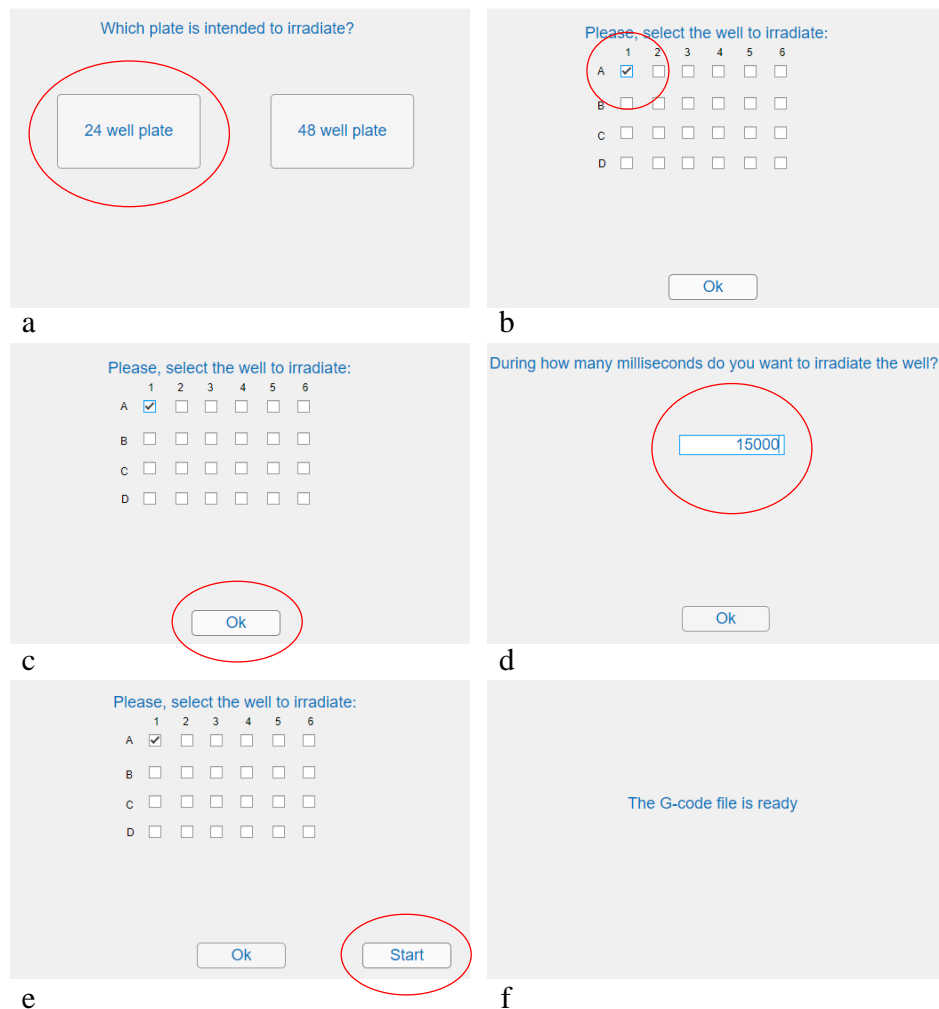 Which plate is intended to irradiate?
24 well plate
48 well plate
a
Please, select the well to irradiate:
1 2 3 4 5 6
A
B
C
D
Ok
b
Please, select the well to irradiate:
1 2 3 4 5 6
A
B
C
D
Ok
c
During how many milliseconds do you want to irradiate the well?
15000
Ok
d
Please, select the well to irradiate:
1 2 3 4 5 6
A
B
C
D
Ok
Start
e
The G-code file is ready
f